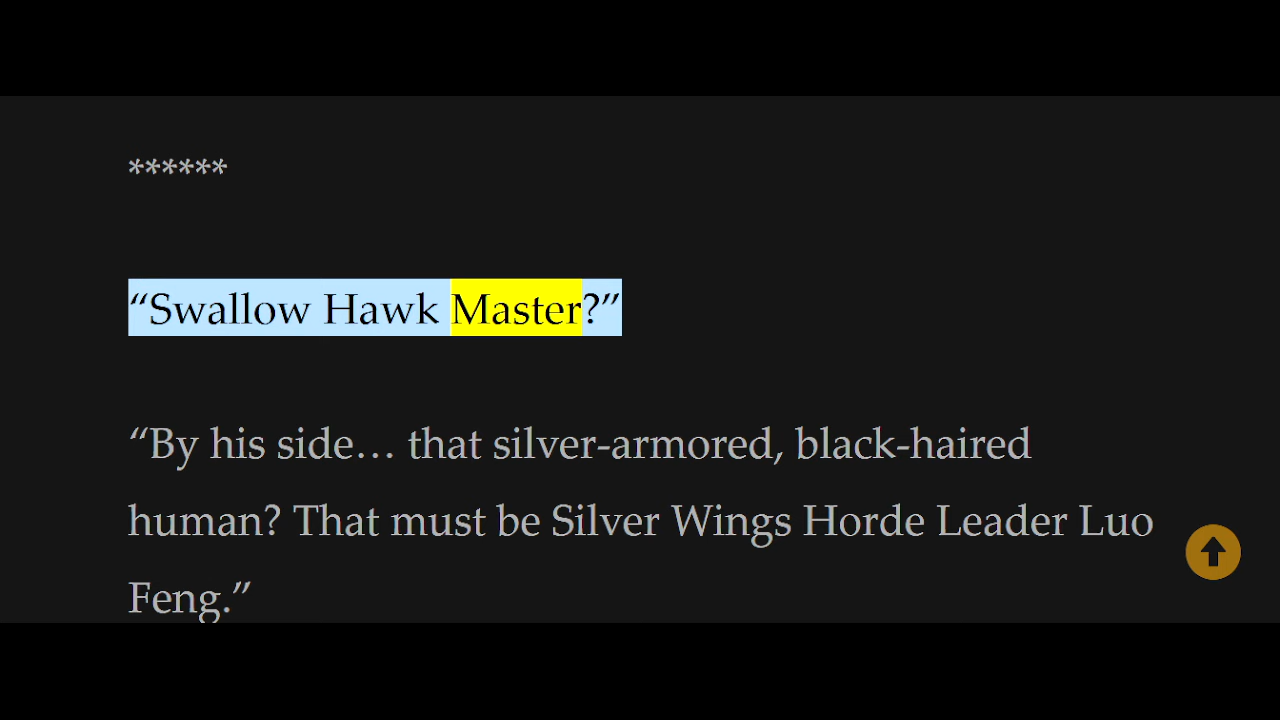 ******
“Swallow Hawk Master?”
“By his side… that silver-armored, black-haired
human? That must be Silver Wings Horde Leader Luo
Feng.”